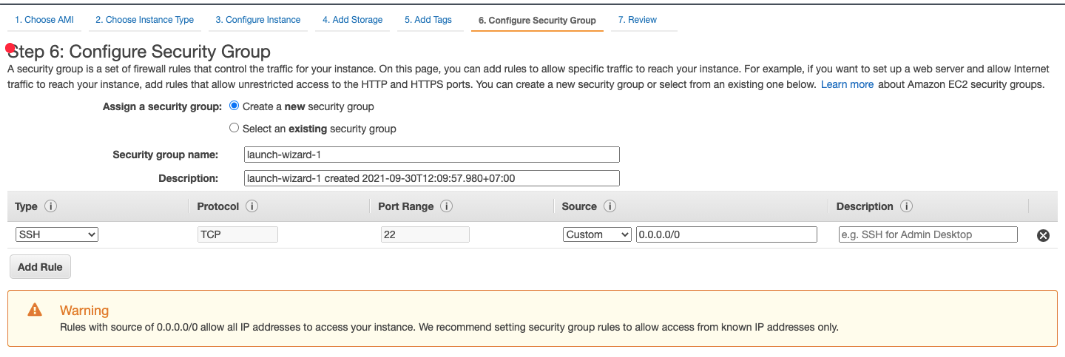 1. Choose AMI 2. Choose Instance Type 3. Configure Instance 4. Add Storage 5. Add Tags 6. Configure Security Group 7. Review
Step 6: Configure Security Group
A security group is a set of firewall rules that control the traffic for your instance. On this page, you can add rules to allow specific traffic to reach your instance. For example, if you want to set up a web server and allow Internet
traffic to reach your instance, add rules that allow unrestricted access to the HTTP and HTTPS ports. You can create a new security group or select from an existing one below. Learn more about Amazon EC2 security groups.
Assign a security group: Create a new security group
Select an existing security group
Security group name: launch-wizard-1
Description: launch-wizard-1 created 2021-09-30T12:09:57.980+07:00
Type i Protocol i Port Range i Source i Description i
SSH TCP 22 Custom 0.0.0.0/0 e.g. SSH for Admin Desktop
Add Rule
Warning
Rules with source of 0.0.0.0/0 allow all IP addresses to access your instance. We recommend setting security group rules to allow access from known IP addresses only.